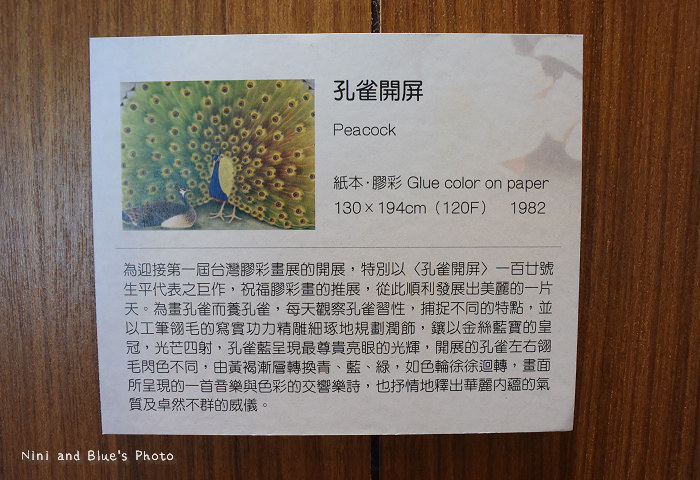 孔雀開屏
Peacock
紙本·膠彩 Glue color on paper
130×194cm（120F） 1982
為迎接第一屆台灣膠彩畫展的開展，特別以〈孔雀開屏〉一百廿號
生平代表之巨作，祝福膠彩畫的推展，從此順利發展出美麗的一片
天。為畫孔雀而養孔雀，每天觀察孔雀習性，捕捉不同的特點，並
以工筆翎毛的寫實功力精雕細琢地規劃潤飾，鑲以金絲藍寶的皇
冠，光芒四射，孔雀藍呈現最尊貴亮眼的光輝，開展的孔雀左右翎
毛閃色不同，由黃褐漸層轉換青、藍、綠，如色輪徐徐迴轉，畫面
所呈現的一首音樂與色彩的交響樂詩，也抒情地釋出華麗內蘊的氣
質及卓然不群的威儀。
Nini and Blue's Photo